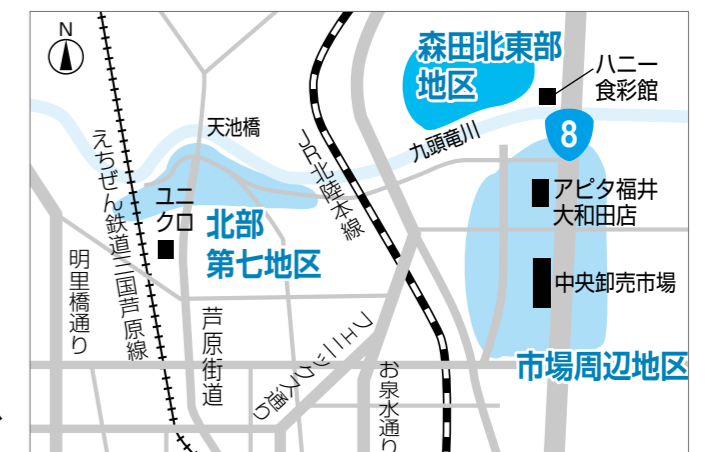 N
森田北東部
地区
ハニー
食彩館
天池橋
九頭竜川
8
えちぜん鉄道三国芦原線
JR北陸本線
ユニ
クロ
北部
第七地区
アピタ福井
大和田店
中央卸売市場
明里橋通り
芦原街道
フェニックス通り
お泉水通り
市場周辺地区